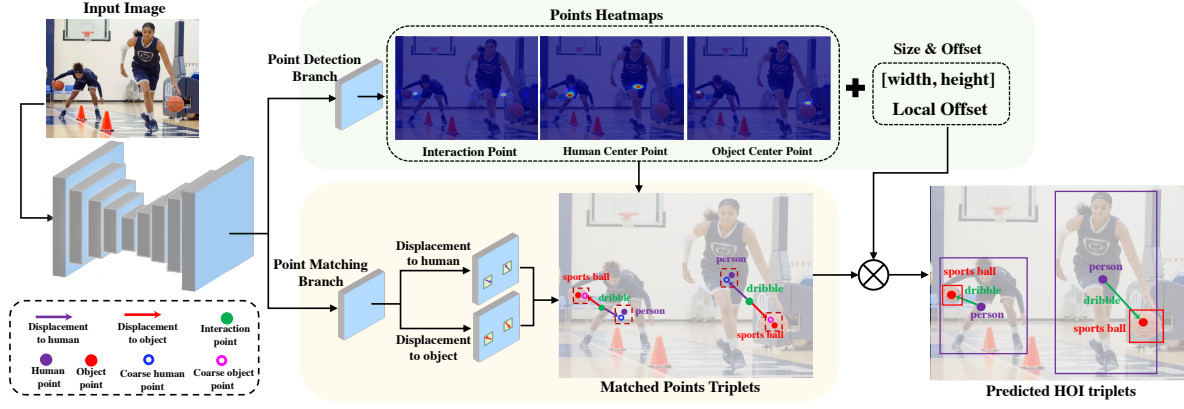 Input Image
Points Heatmaps
Point Detection
Branch
Interaction Point
Human Center Point
Object Center Point
Size & Offset
[width, height]
Local Offset
Point Matching
Branch
Displacement
to human
Displacement
to object
sports ball
dribble
person
person
dribble
sports ball
Matched Points Triplets
sports ball
dribble
person
person
dribble
sports ball
Predicted HOI triplets
Displacement
to human
Displacement
to object
Interaction
point
Human
point
Object
point
Coarse human
point
Coarse object
point